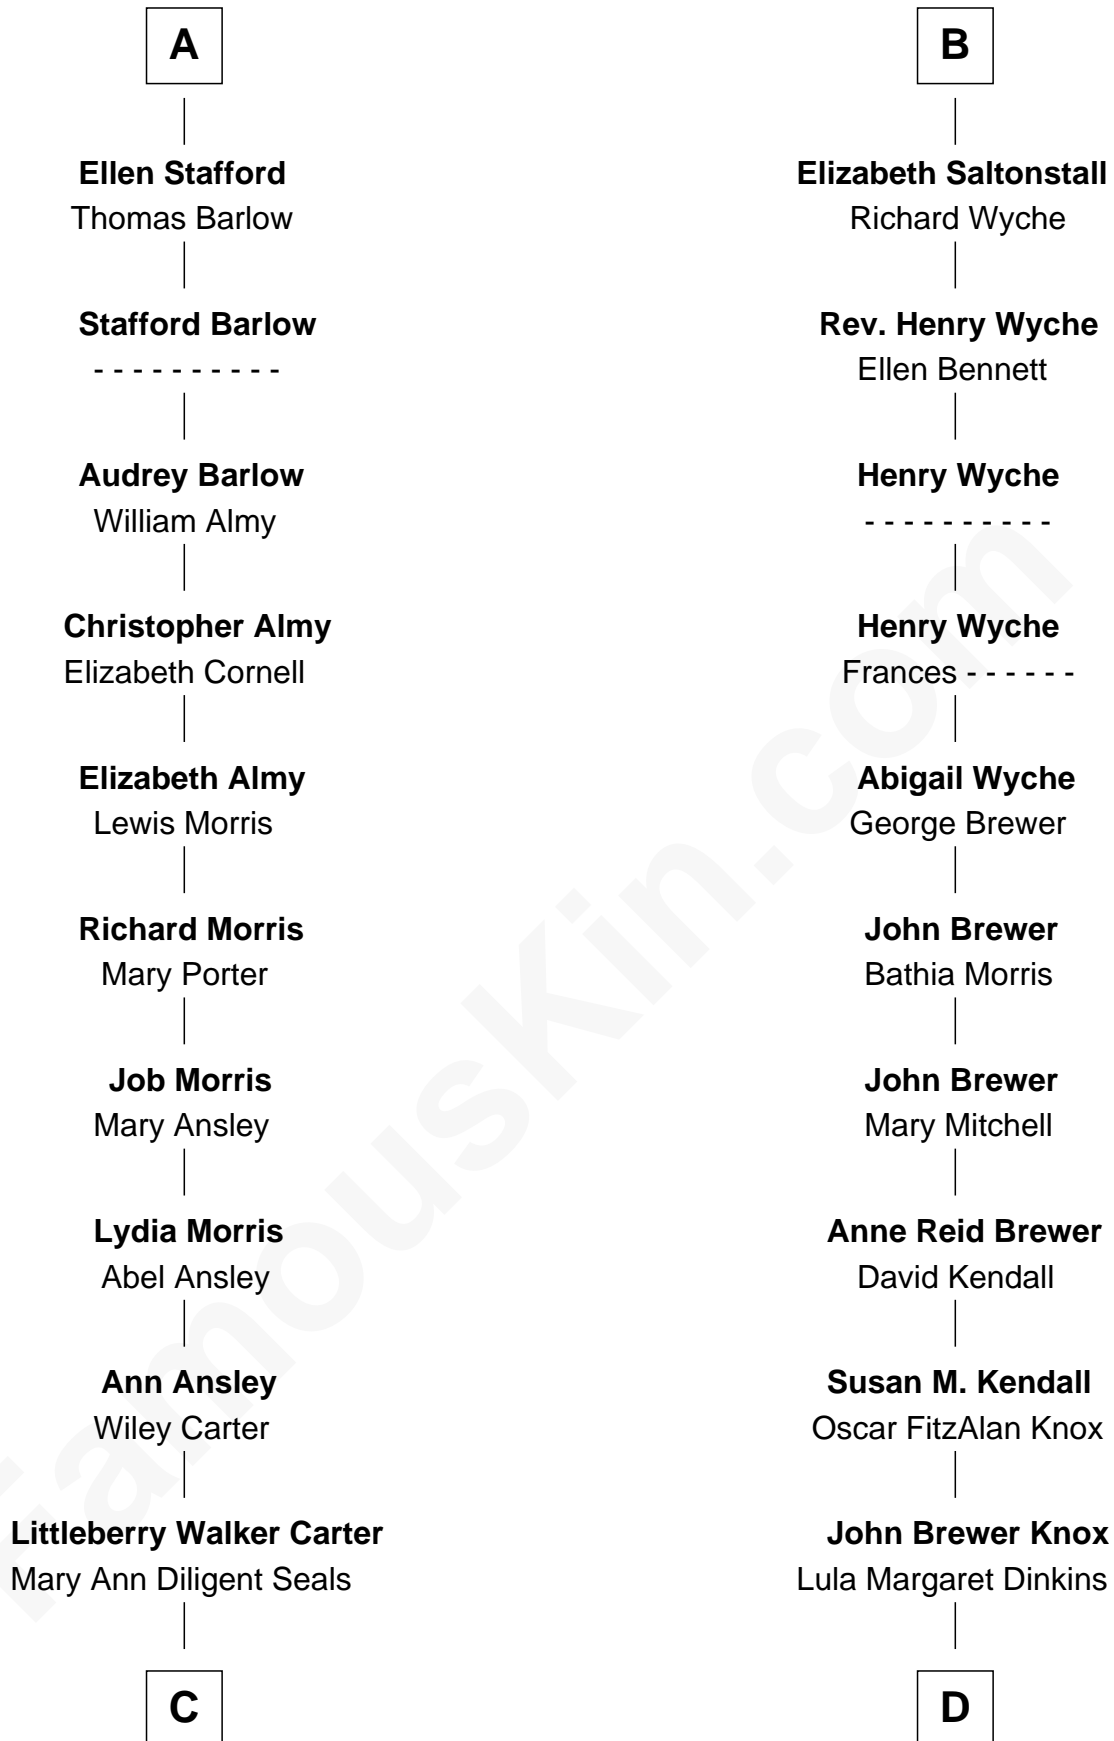 A
Ellen Stafford
Thomas Barlow
Stafford Barlow
- - - - - - - - - -
Audrey Barlow
William Almy
Christopher Almy
Elizabeth Cornell
Elizabeth Almy
Lewis Morris
Richard Morris
Mary Porter
Job Morris
Mary Ansley
Lydia Morris
Abel Ansley
Ann Ansley
Wiley Carter
Littleberry Walker Carter
Mary Ann Diligent Seals
C
B
Elizabeth Saltonstall
Richard Wyche
Rev. Henry Wyche
Ellen Bennett
Henry Wyche
- - - - - - - - - -
Henry Wyche
Frances - - - - - -
Abigail Wyche
George Brewer
John Brewer
Bathia Morris
John Brewer
Mary Mitchell
Anne Reid Brewer
David Kendall
Susan M. Kendall
Oscar FitzAlan Knox
John Brewer Knox
Lula Margaret Dinkins
D
FamousKin.com